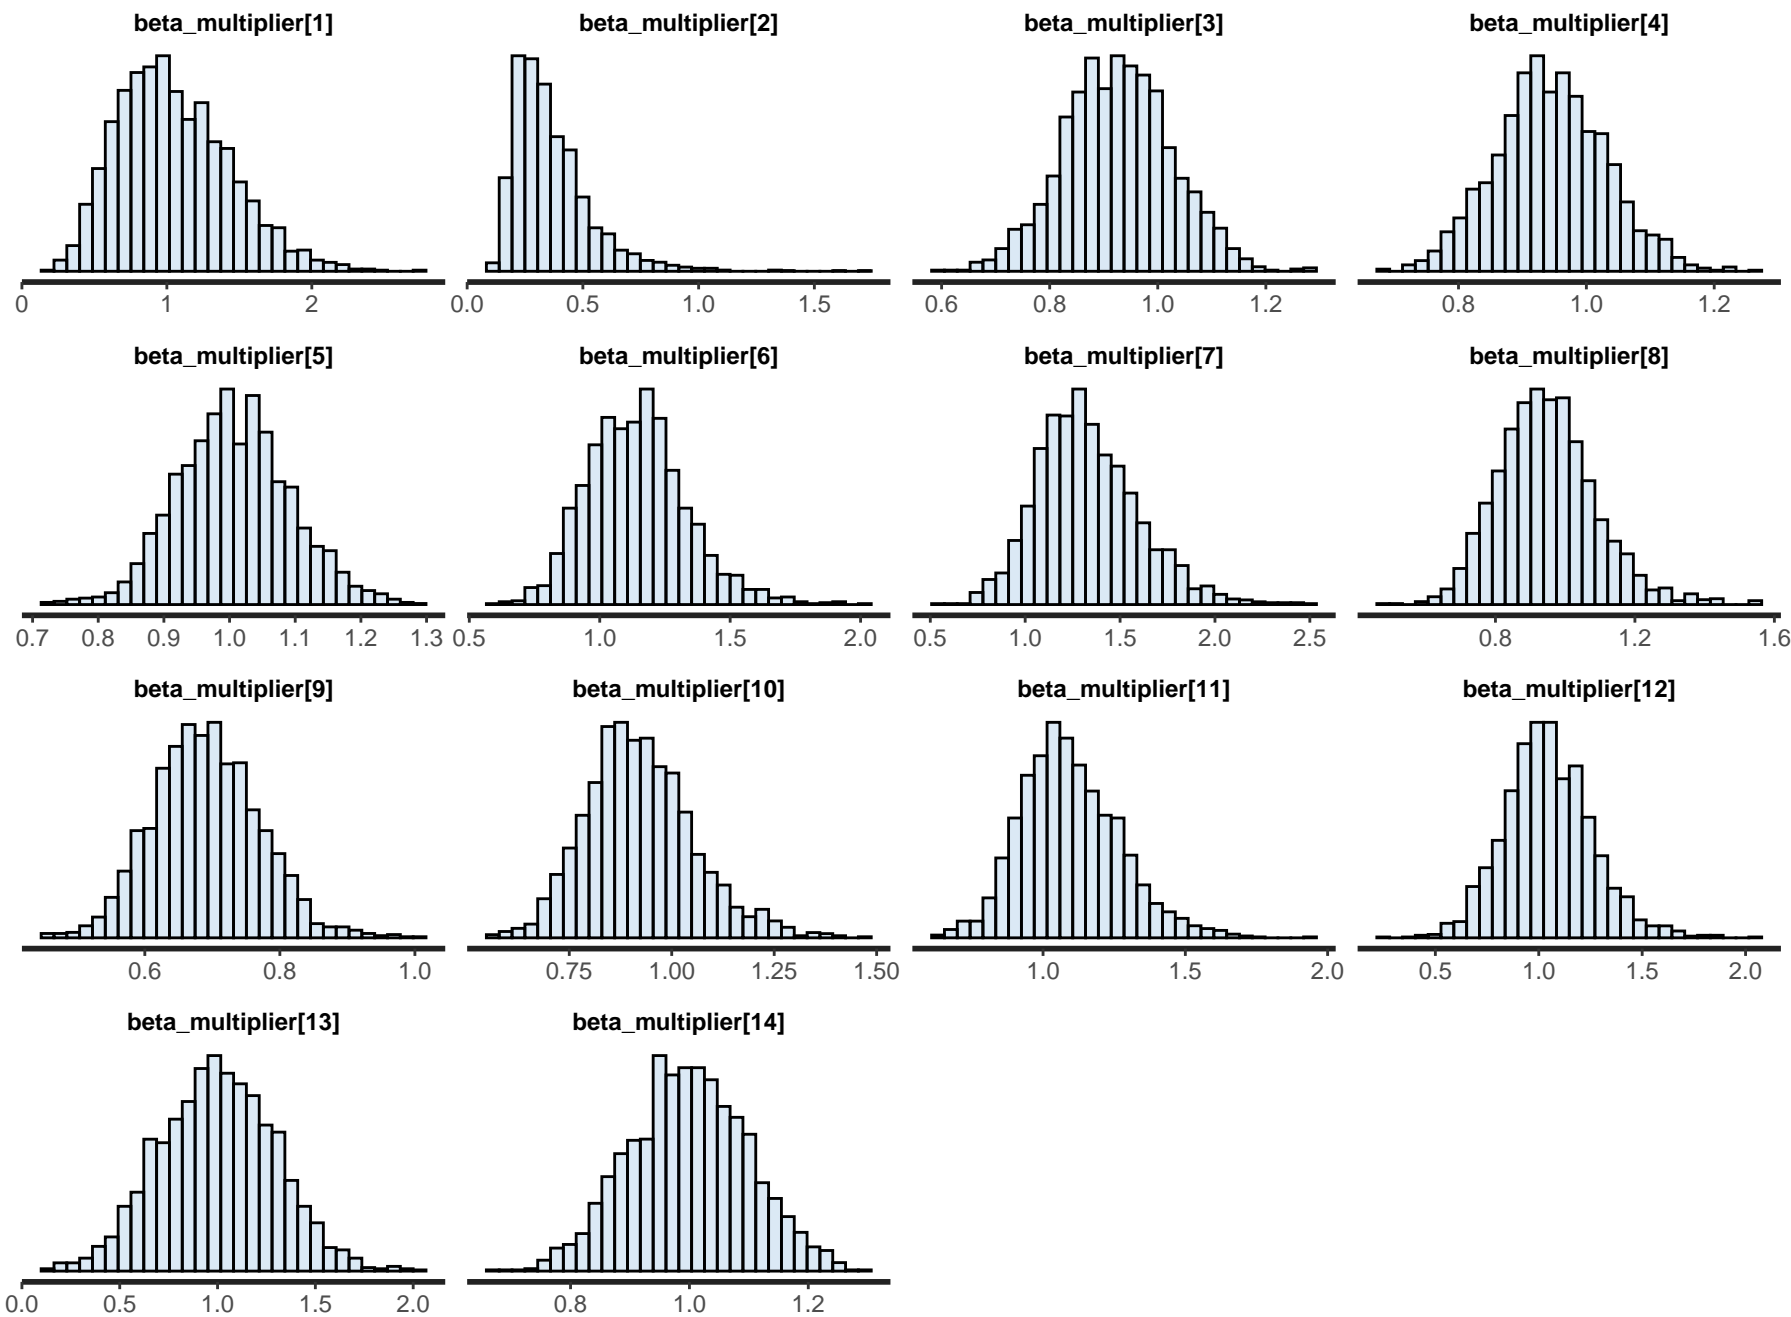 beta_multiplier[1] beta_multiplier[2] beta_multiplier[3] beta_multiplier[4]
0 1 2 0.0 0.5 1.0 1.5 0.6 0.8 1.0 1.2 0.8 1.0 1.2
beta_multiplier[5] beta_multiplier[6] beta_multiplier[7] beta_multiplier[8]
0.7 0.8 0.9 1.0 1.1 1.2 1.3 0.5 1.0 1.5 2.0 0.5 1.0 1.5 2.0 2.5 0.8 1.2 1.6
beta_multiplier[9] beta_multiplier[10] beta_multiplier[11] beta_multiplier[12]
0.6 0.8 1.0 0.75 1.00 1.25 1.50 1.0 1.5 2.0 0.5 1.0 1.5 2.0
beta_multiplier[13] beta_multiplier[14]
0.0 0.5 1.0 1.5 2.0 0.8 1.0 1.2